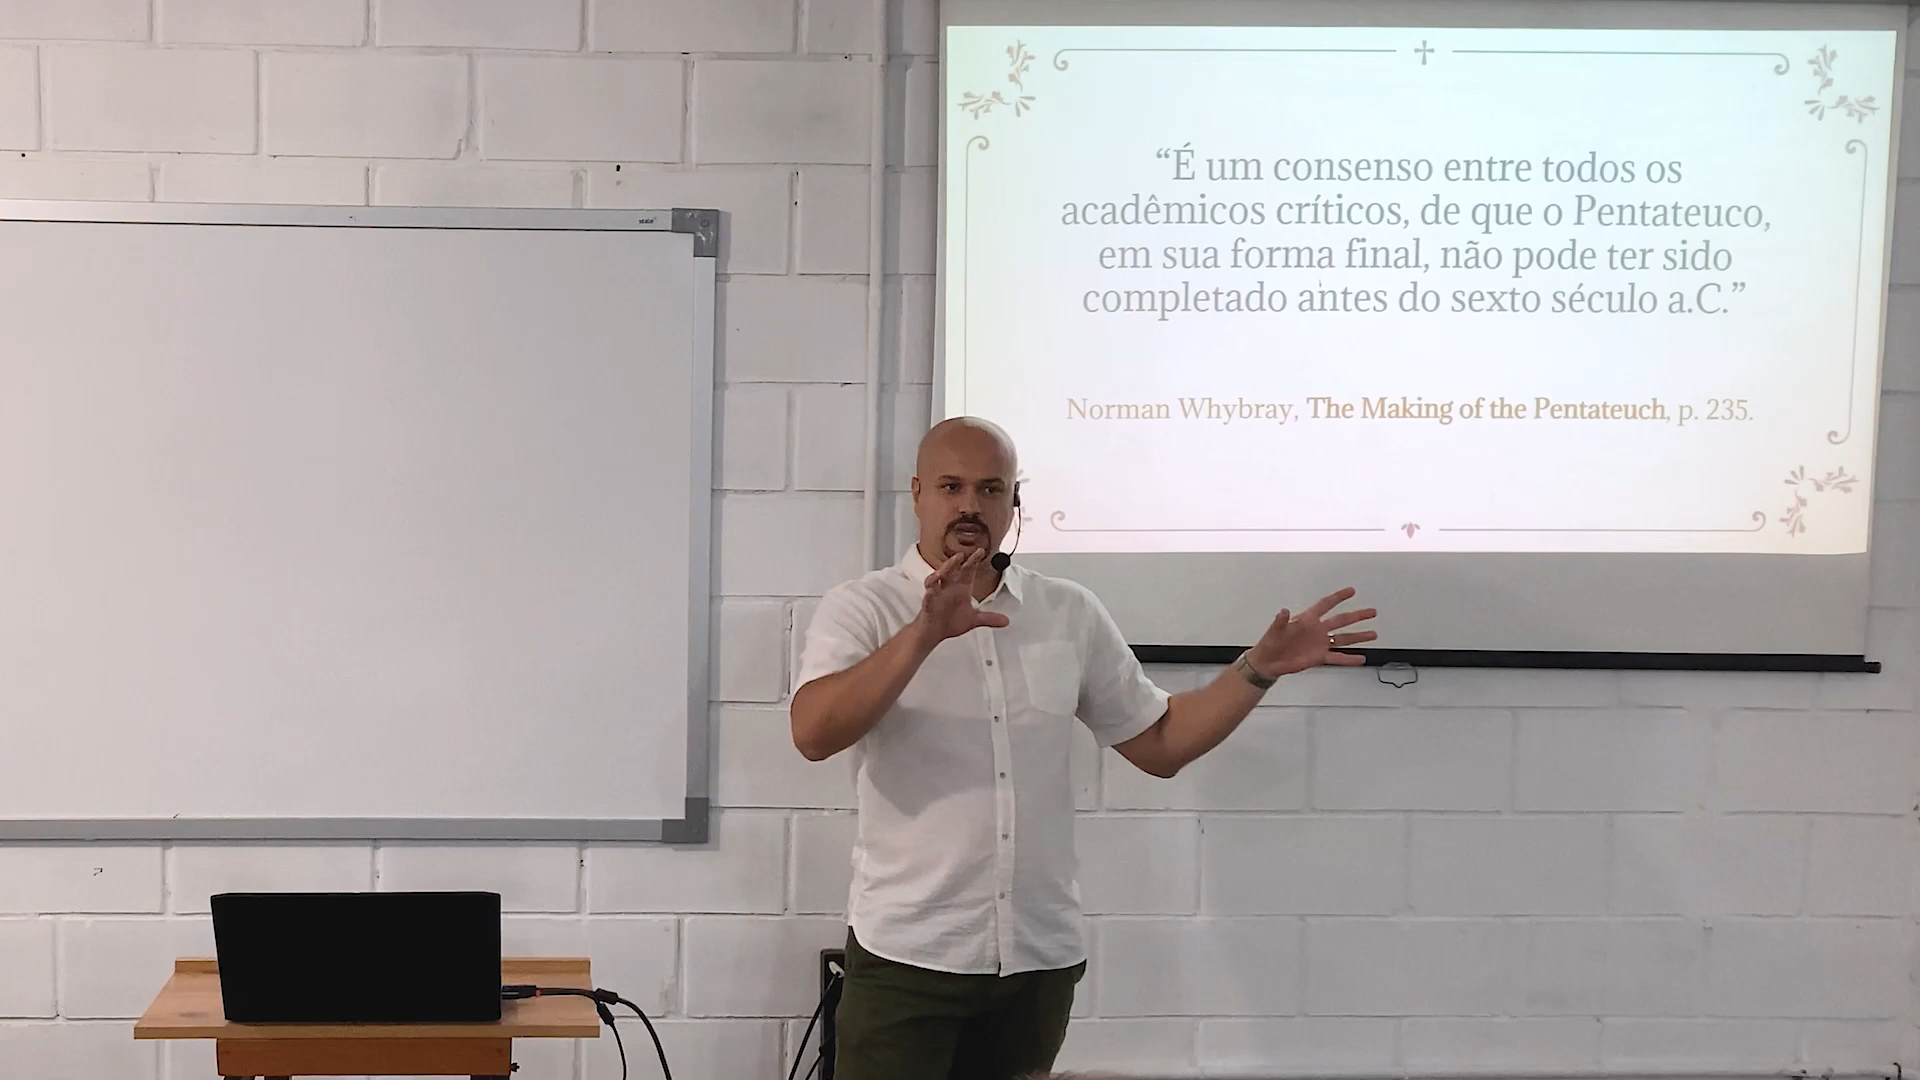 “É um consenso entre todos os
acadêmicos críticos, de que o Pentateuco,
em sua forma final, não pode ter sido
completado antes do sexto século a.C.”
Norman Whybray, The Making of the Pentateuch, p. 235.